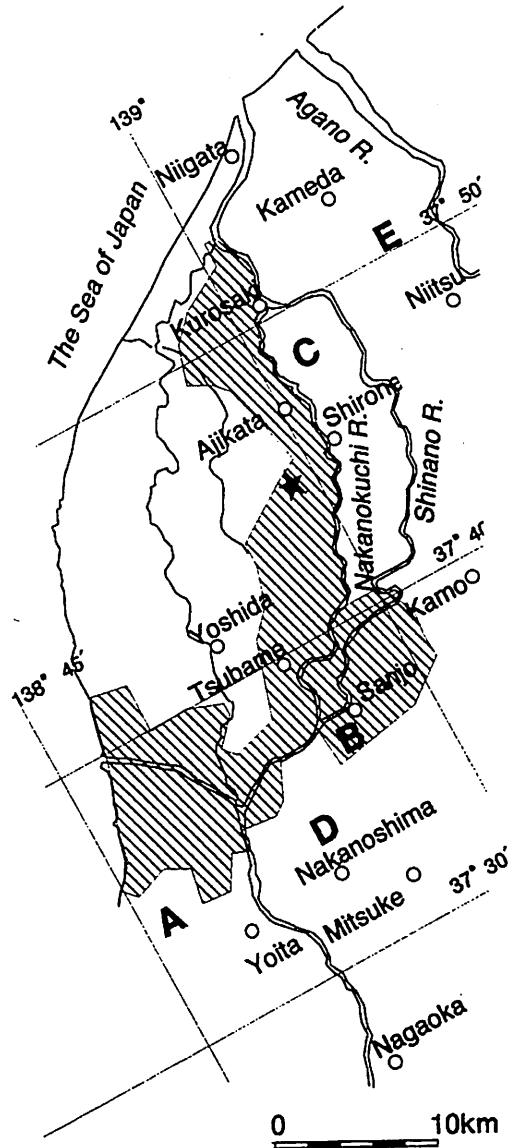 139°
Agano R.
Niigata
Kameda
37° 50'
E
The Sea of Japan
Niitsu
Kurosaki
C
Ajikata
Shirone
Nakanokuchi R.
Shinano R.
37° 40'
Kamo
Yoshida
138° 45'
Tsubame
Sanjo
B
D
Nakanoshima
37° 30'
A
Mitsuke
Yoita
Nagaoka
0 10km